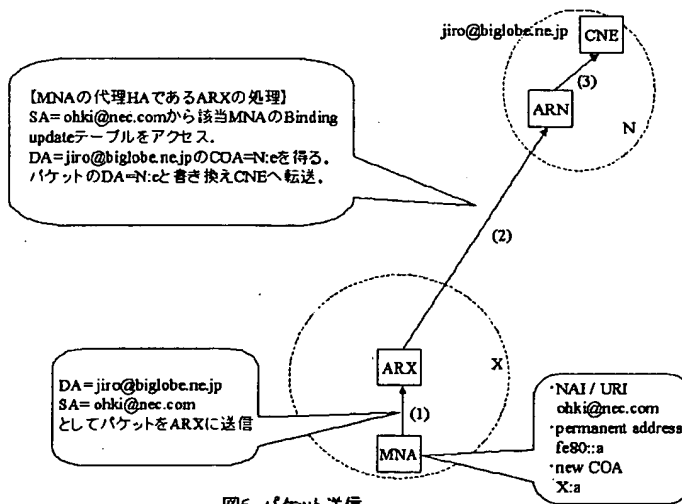 jiro@biglobe.ne.jp
CNE
(3)
ARN
N
【MNAの代理HAであるARXの処理】
SA=ohki@nec.comから該当MNAのBinding
updateテーブルをアクセス．
DA=jiro@biglobe.ne.jpのCOA=N:eを得る。
パケットのDA=N:eと書き換えCNEへ転送。
(2)
ARX
X
DA=jiro@biglobe.ne.jp
SA=ohki@nec.com
としてパケットをARXに送信
(1)
MNA
・NAI / URI
ohki@nec.com
・permanent address
fe80::a
・new COA
X:a
パケット送信